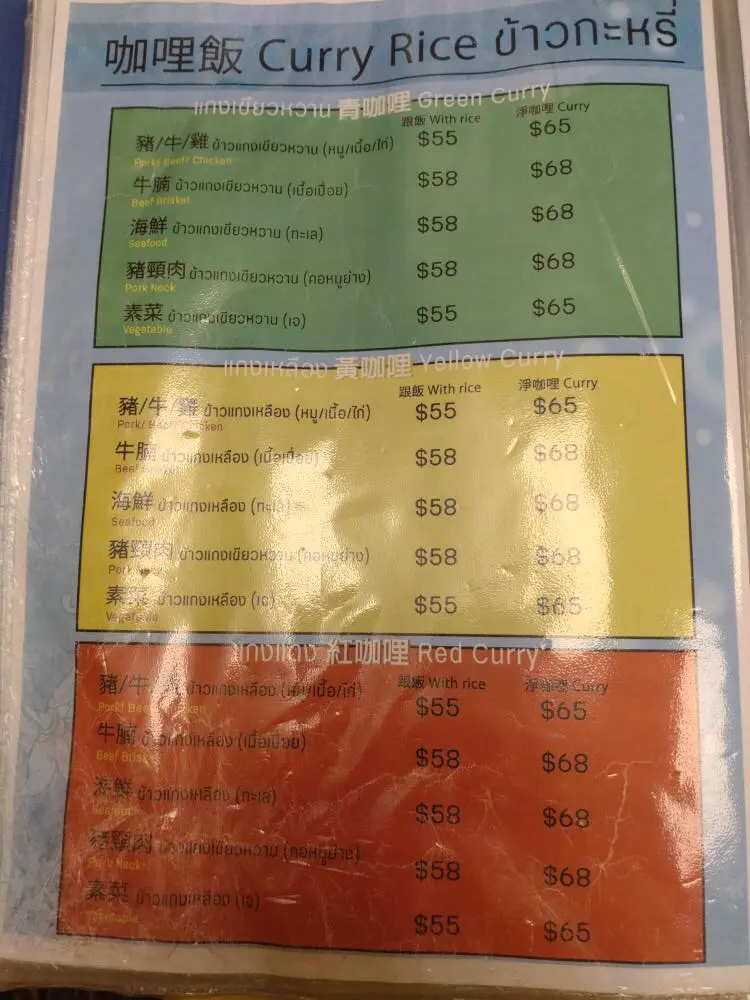 咖哩飯 Curry Rice ข้าวกะหรี่
แกงเขียวหวาน 青咖哩 Green Curry
跟飯 With rice 淨咖哩 Curry
豬/牛/雞 ข้าวแกงเขียวหวาน (หมู/เนื้อ/ไก่) $55 $65
Pork/ Beef/ Chicken
牛腩 ข้าวแกงเขียวหวาน (เนื้อเปื่อย) $58 $68
Beef Brisket
海鮮 ข้าวแกงเขียวหวาน (ทะเล) $58 $68
Seafood
豬頸肉 ข้าวแกงเขียวหวาน (คอหมูย่าง) $58 $68
Pork Neck
素菜 ข้าวแกงเขียวหวาน (เจ) $55 $65
Vegetable
แกงเหลือง 黃咖哩 Yellow Curry
跟飯 With rice 淨咖哩 Curry
豬/牛/雞 ข้าวแกงเหลือง (หมู/เนื้อ/ไก่) $55 $65
Pork/ Beef/ Chicken
牛腩 ข้าวแกงเหลือง (เนื้อเปื่อย) $58 $68
Beef Brisket
海鮮 ข้าวแกงเหลือง (ทะเล) $58 $68
Seafood
豬頸肉 ข้าวแกงเขียวหวาน (คอหมูย่าง) $58 $68
Pork Neck
素菜 ข้าวแกงเหลือง (เจ) $55 $65
Vegetable
แกงแดง 紅咖哩 Red Curry
跟飯 With rice 淨咖哩 Curry
豬/牛/ ข้าวแกงเหลือง (หมู/เนื้อ/ไก่) $55 $65
Pork/ Beef/ Chicken
牛腩 ข้าวแกงเหลือง (เนื้อเปื่อย) $58 $68
Beef Brisket
海鮮 ข้าวแกงเหลือง (ทะเล) $58 $68
Seafood
豬頸肉 ข้าวแกงเขียวหวาน (คอหมูย่าง) $58 $68
Pork Neck
素菜 ข้าวแกงเหลือง (เจ) $55 $65
Vegetable